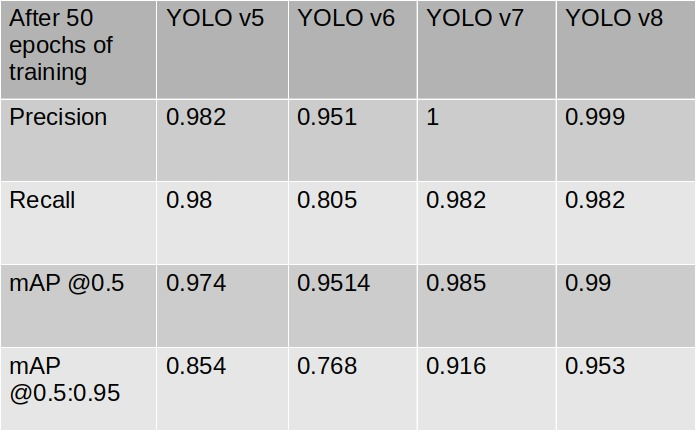 After 50 YOLO v5 YOLO v6 YOLO v7 YOLO v8
epochs of
training
Precision 0.982 0.951 1 0.999
Recall 0.98 0.805 0.982 0.982
mAP @0.5 0.974 0.9514 0.985 0.99
mAP 0.854 0.768 0.916 0.953
@0.5:0.95